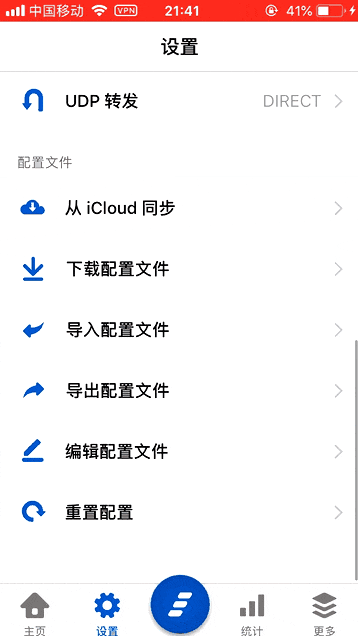 中国移动 VPN 21:41 41%
设置
UDP 转发 DIRECT
配置文件
从 iCloud 同步
下载配置文件
导入配置文件
导出配置文件
编辑配置文件
重置配置
主页 设置 统计 更多